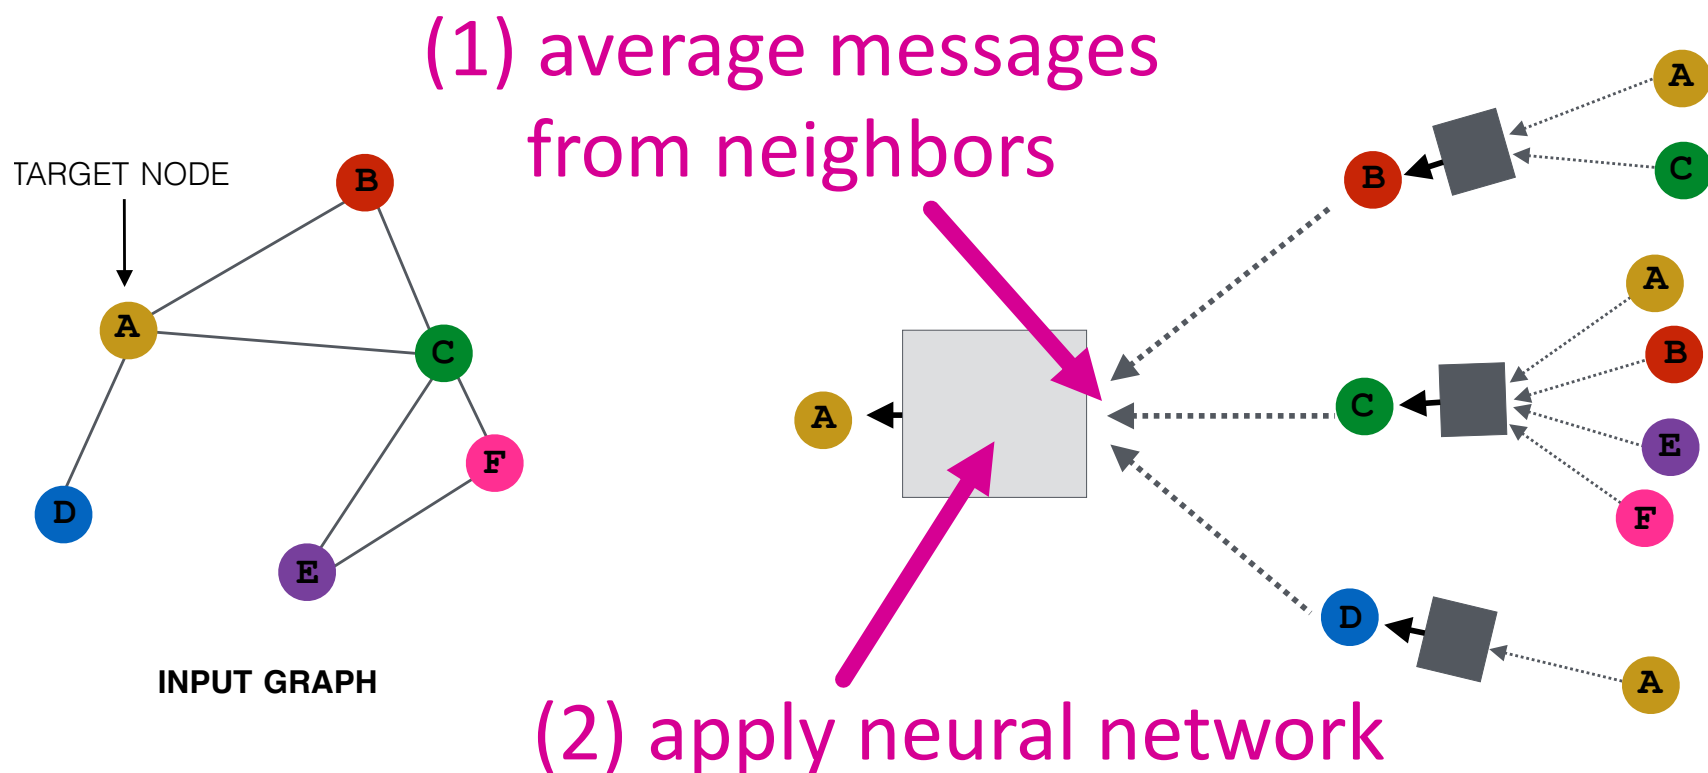 (1) average messages
from neighbors
TARGET NODE
B
A
C
F
D
E
INPUT GRAPH
A
B
C
D
A
C
A
B
E
F
A
(2) apply neural network